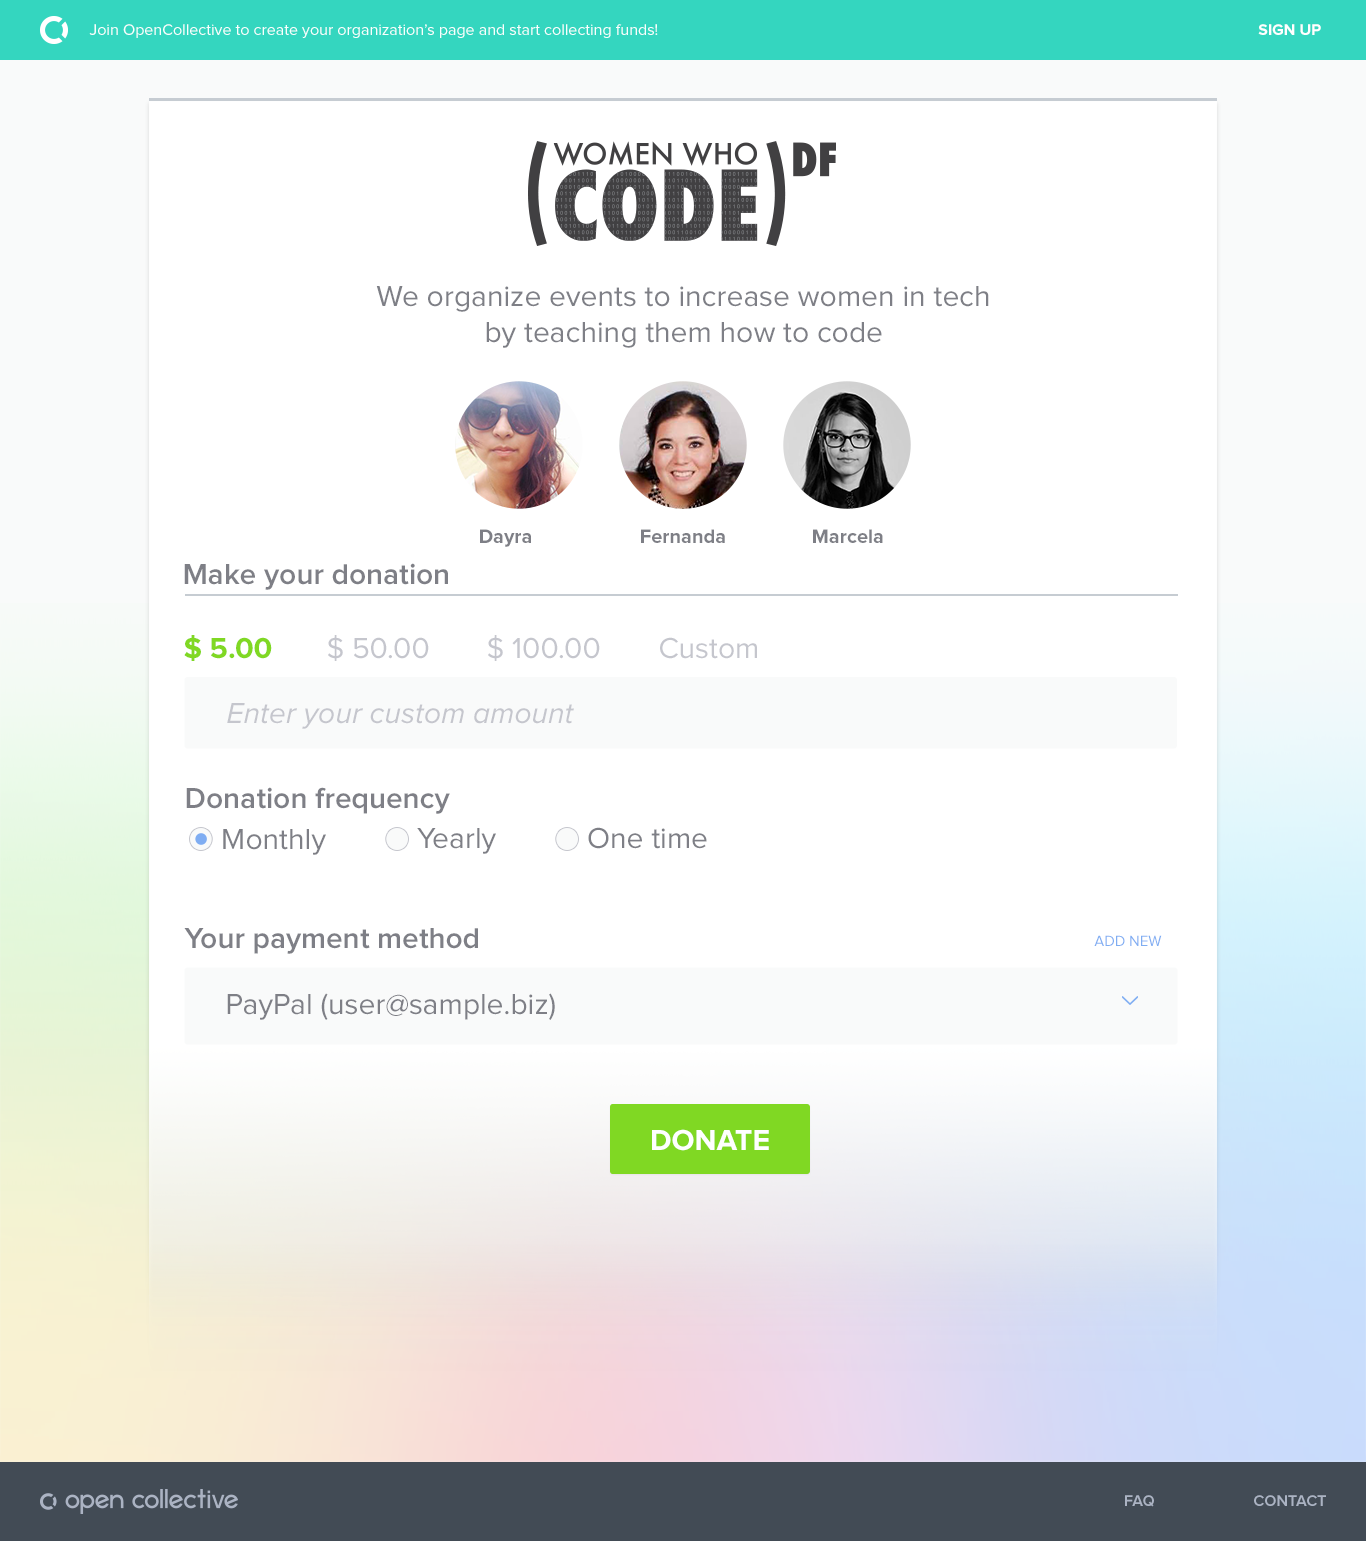 Join OpenCollective to create your organization’s page and start collecting funds!
SIGN UP
(WOMEN WHO CODE) DF
We organize events to increase women in tech
by teaching them how to code
Dayra
Fernanda
Marcela
Make your donation
$ 5.00
$ 50.00
$ 100.00
Custom
Enter your custom amount
Donation frequency
Monthly
Yearly
One time
Your payment method
ADD NEW
PayPal (user@sample.biz)
DONATE
open collective
FAQ
CONTACT